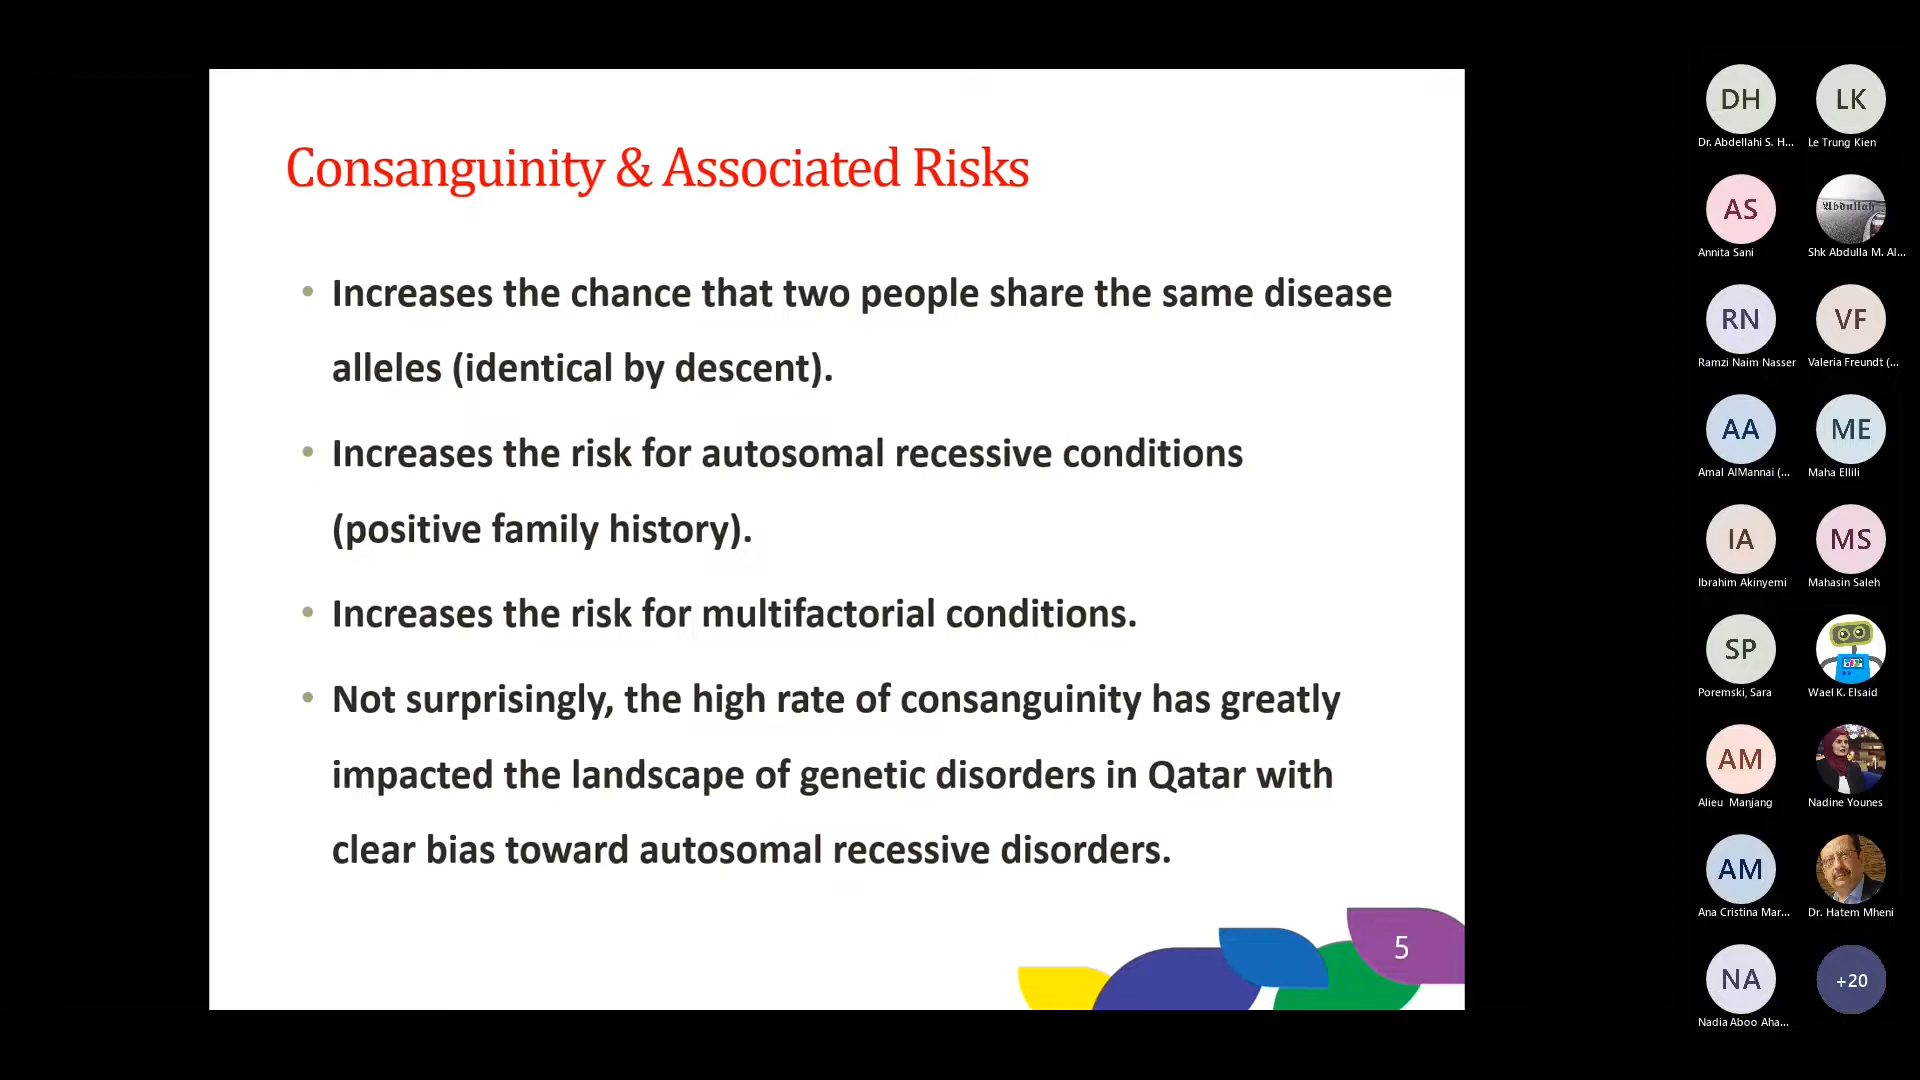 Consanguinity & Associated Risks
• Increases the chance that two people share the same disease
alleles (identical by descent).
• Increases the risk for autosomal recessive conditions
(positive family history).
• Increases the risk for multifactorial conditions.
• Not surprisingly, the high rate of consanguinity has greatly
impacted the landscape of genetic disorders in Qatar with
clear bias toward autosomal recessive disorders.
5
DH
LK
Dr. Abdellahi S. H...
Le Trung Kien
AS
Abdullah
Annita Sani
Shk Abdulla M. Al...
RN
VF
Ramzi Naim Nasser
Valeria Freundt (...
AA
ME
Amal AlMannai (...
Maha Ellili
IA
MS
Ibrahim Akinyemi
Mahasin Saleh
SP
Poremski, Sara
Wael K. Elsaid
AM
Alieu Manjang
Nadine Younes
AM
Ana Cristina Mar...
Dr. Hatem Mheni
NA
+20
Nadia Aboo Aha...